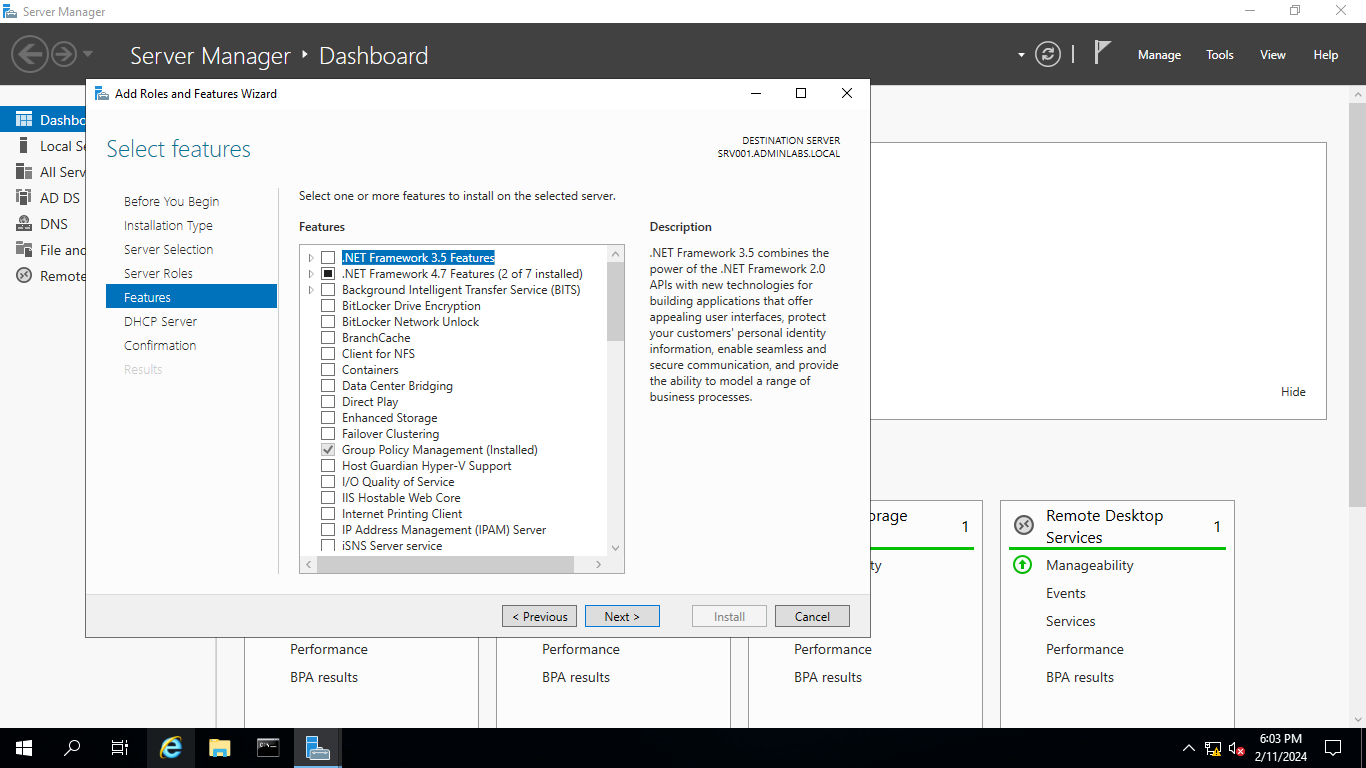 Server Manager
Server Manager • Dashboard
Manage
Tools
View
Help
Local
All Serv
AD DS
DNS
File and
Remote
Hide
Add Roles and Features Wizard
Select features
DESTINATION SERVER
SRV001.ADMINLABS.LOCAL
Before You Begin
Installation Type
Server Selection
Server Roles
Features
DHCP Server
Confirmation
Results
Select one or more features to install on the selected server.
Features
.NET Framework 3.5 Features
.NET Framework 4.7 Features (2 of 7 installed)
Background Intelligent Transfer Service (BITS)
BitLocker Drive Encryption
BitLocker Network Unlock
BranchCache
Client for NFS
Containers
Data Center Bridging
Direct Play
Enhanced Storage
Failover Clustering
Group Policy Management (Installed)
Host Guardian Hyper-V Support
I/O Quality of Service
IIS Hostable Web Core
Internet Printing Client
IP Address Management (IPAM) Server
iSNS Server service
Description
.NET Framework 3.5 combines the
power of the .NET Framework 2.0
APIs with new technologies for
building applications that offer
appealing user interfaces, protect
your customers' personal identity
information, enable seamless and
secure communication, and provide
the ability to model a range of
business processes.
< Previous
Next >
Install
Cancel
Performance
BPA results
Performance
BPA results
orage
1
ty
Performance
BPA results
Remote Desktop
Services
1
Manageability
Events
Services
Performance
BPA results
6:03 PM
2/11/2024